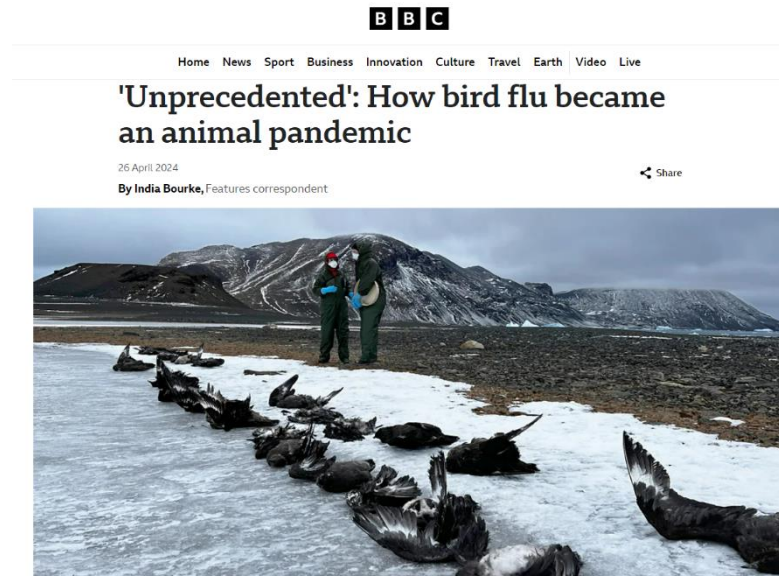 BBC
Home News Sport Business Innovation Culture Travel Earth Video Live
'Unprecedented': How bird flu became
an animal pandemic
26 April 2024
Share
By India Bourke, Features correspondent